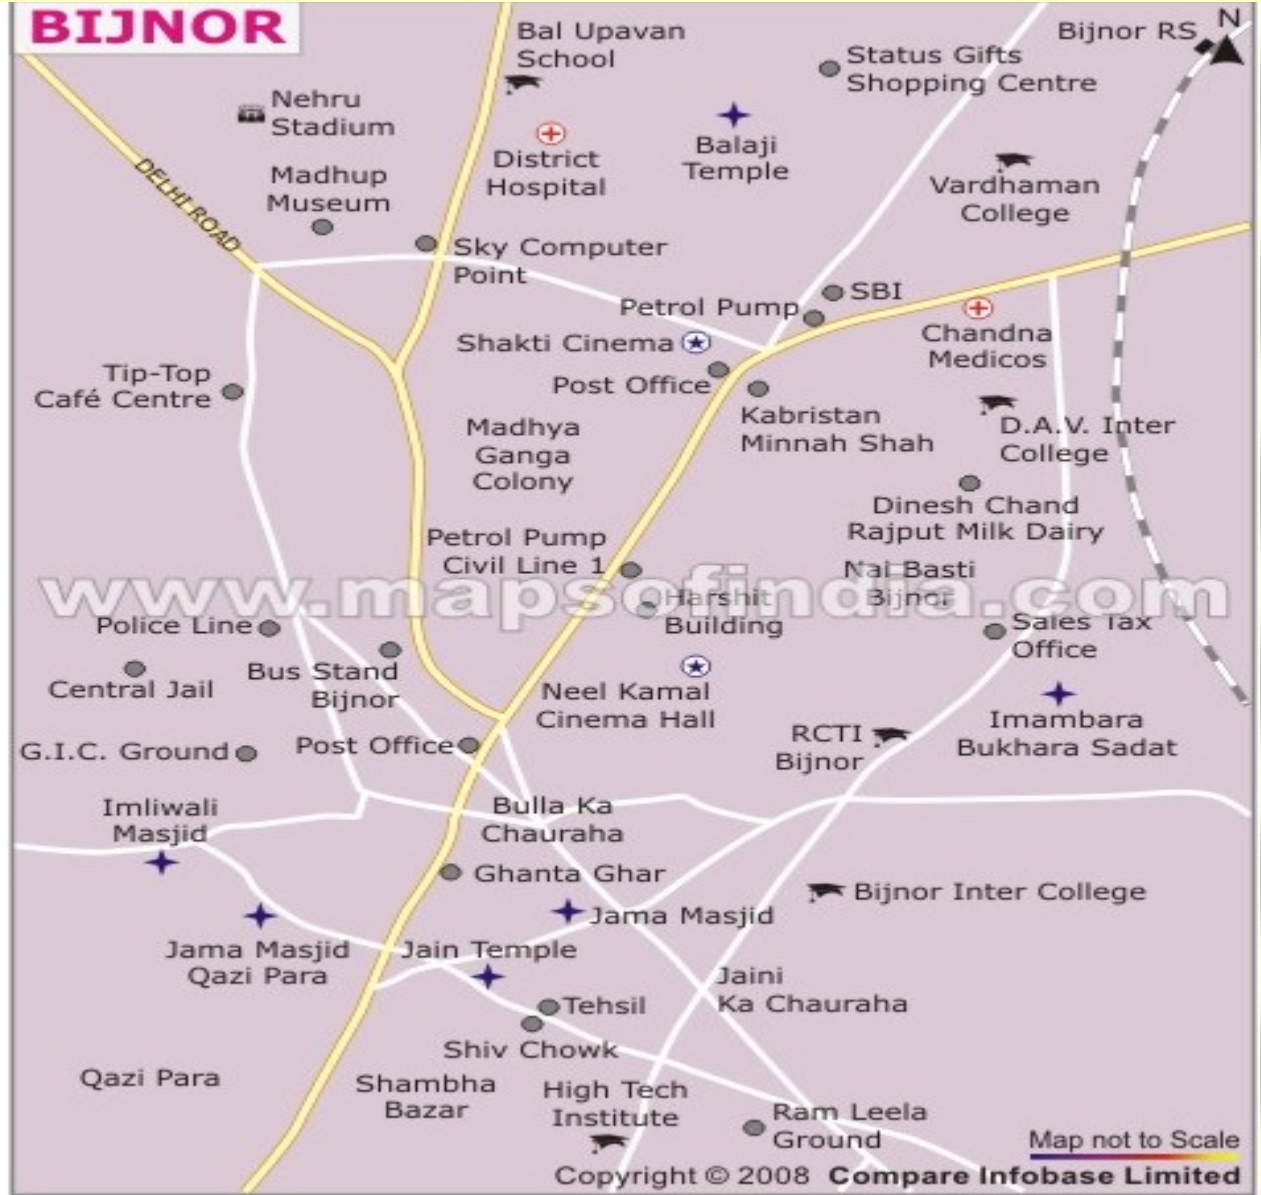 BIJNOR
Bal Upavan
School
Bijnor RS
N
Status Gifts
Shopping Centre
Nehru
Stadium
District
Hospital
Balaji
Temple
DELHI ROAD
Madhup
Museum
Vardhaman
College
Sky Computer
Point
SBI
Petrol Pump
Chandna
Medicos
Shakti Cinema
Post Office
Tip-Top
Café Centre
Kabristan
Minnah Shah
D.A.V. Inter
College
Madhya
Ganga
Colony
Dinesh Chand
Rajput Milk Dairy
Petrol Pump
Civil Line 1
Nai Basti
Bijnor
www.mapsofindia.com
Harshit
Building
Police Line
Sales Tax
Office
Central Jail
Bus Stand
Bijnor
Neel Kamal
Cinema Hall
Imambara
Bukhara Sadat
RCTI
Bijnor
G.I.C. Ground
Post Office
Imliwali
Masjid
Bulla Ka
Chauraha
Ghanta Ghar
Bijnor Inter College
Jama Masjid
Jama Masjid
Qazi Para
Jain Temple
Jaini
Ka Chauraha
Tehsil
Shiv Chowk
Qazi Para
Shambha
Bazar
High Tech
Institute
Ram Leela
Ground
Map not to Scale
Copyright © 2008 Compare Infobase Limited